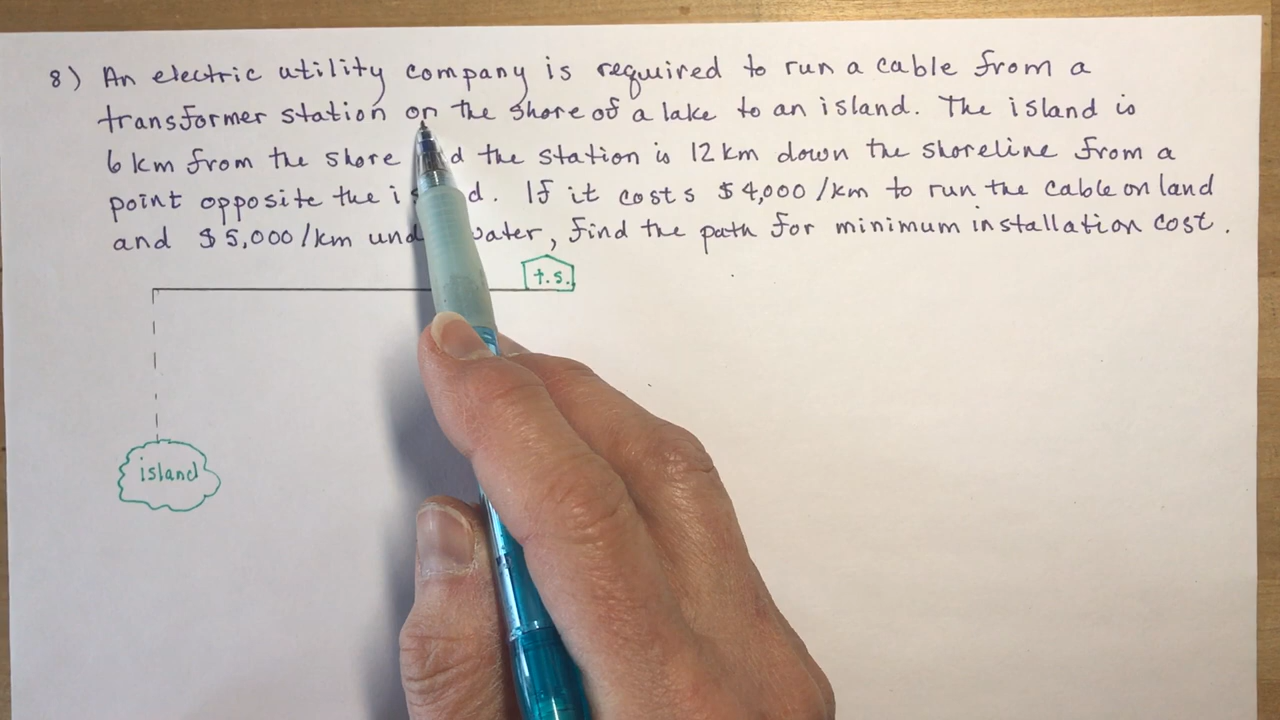 8) An electric utility company is required to run a cable from a
transformer station on the shore of a lake to an island. The island is
6 km from the shore d the station is 12 km down the shoreline from a
point opposite the is d. If it costs $4,000/km to run the cable on land
and $5,000/km und water, find the path for minimum installation cost.
t.s.
island